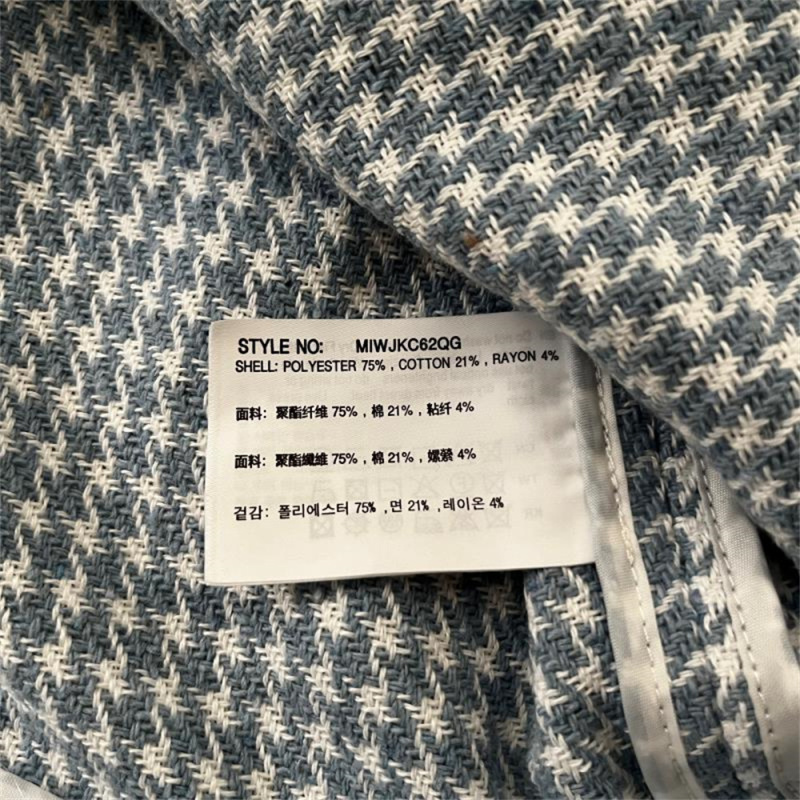 STYLE NO: MIWJKC62QG
SHELL: POLYESTER 75% , COTTON 21% , RAYON 4%
面料: 聚酯纤维 75% , 棉 21% , 粘纤 4%
面料: 聚酯纖維 75% , 棉 21% , 嫘縈 4%
겉감: 폴리에스터 75% , 면 21% , 레이온 4%